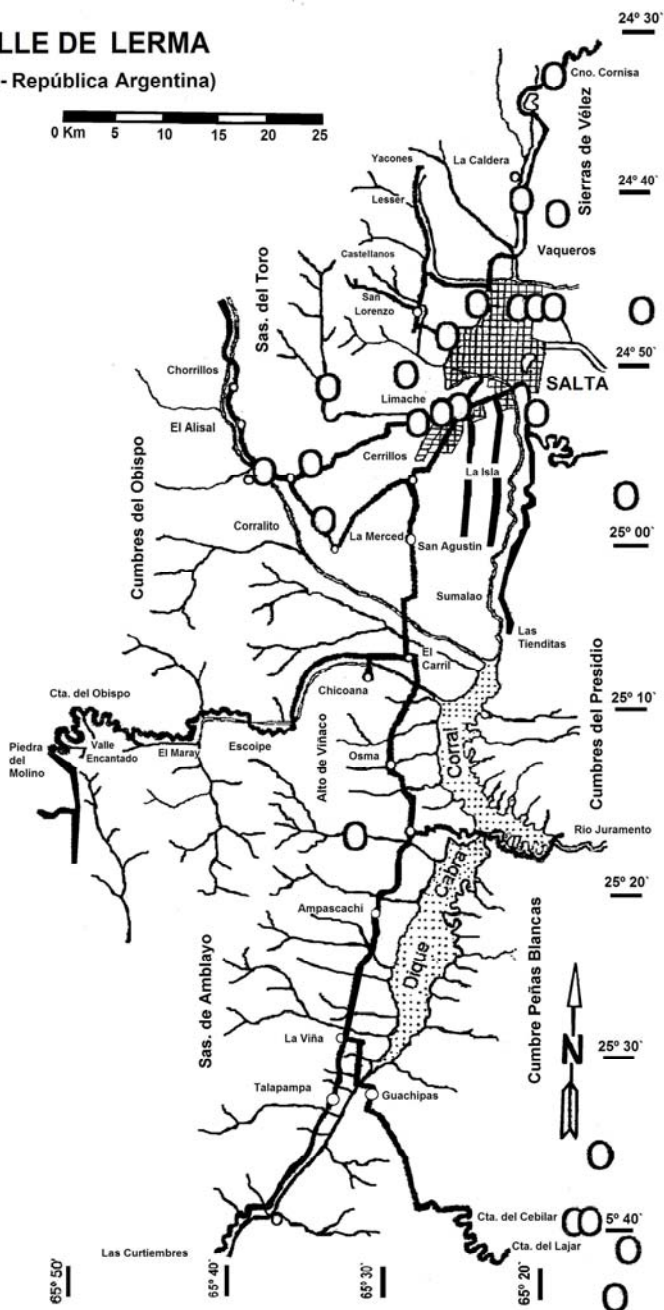 LLE DE LERMA
- República Argentina)
0 Km 5 10 15 20 25
24º 30`
Cno. Cornisa
Sierras de Vélez
La Caldera
Yacones
24º 40`
Lesser
Vaqueros
Castellanos
Sas. del Toro
San
Lorenzo
24º 50`
Chorrillos
SALTA
Limache
El Alisal
Cerrillos
La Isla
Cumbres del Obispo
Corralito
La Merced
San Agustin
25º 00`
Sumalao
Las
Tienditas
El
Carril
Chicoana
Cumbres del Presidio
25º 10`
Cta. del Obispo
Piedra
del
Molino
Valle
Encantado
El Maray
Escoipe
Alto de Viñaco
Osma
Corral
Rio Juramento
Cabra
25º 20`
Ampascachi
Dique
Sas. de Amblayo
Cumbre Peñas Blancas
La Viña
N
25º 30`
Talapampa
Guachipas
Cta. del Cebilar
5º 40`
Cta. del Lajar
Las Curtiembres
65º 50'
65º 40'
65º 30'
65º 20'